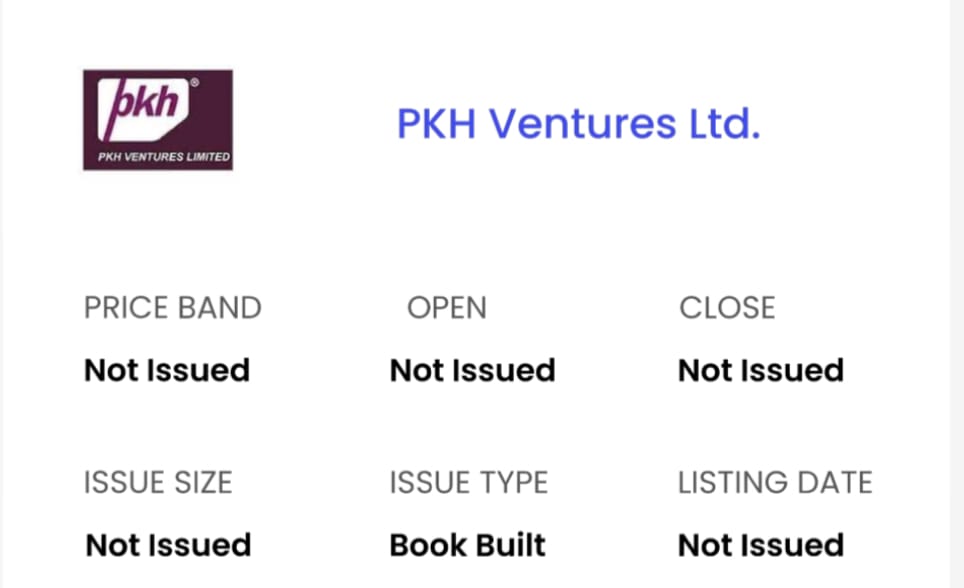 pkh®
PKH VENTURES LIMITED
PKH Ventures Ltd.
PRICE BAND OPEN CLOSE
Not Issued Not Issued Not Issued
ISSUE SIZE ISSUE TYPE LISTING DATE
Not Issued Book Built Not Issued